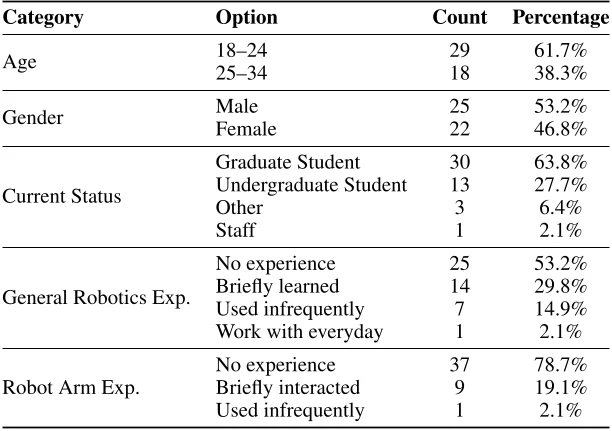 Category Option Count Percentage
Age
18–24 29 61.7%
25–34 18 38.3%
Gender
Male 25 53.2%
Female 22 46.8%
Current Status
Graduate Student 30 63.8%
Undergraduate Student 13 27.7%
Other 3 6.4%
Staff 1 2.1%
General Robotics Exp.
No experience 25 53.2%
Briefly learned 14 29.8%
Used infrequently 7 14.9%
Work with everyday 1 2.1%
Robot Arm Exp.
No experience 37 78.7%
Briefly interacted 9 19.1%
Used infrequently 1 2.1%